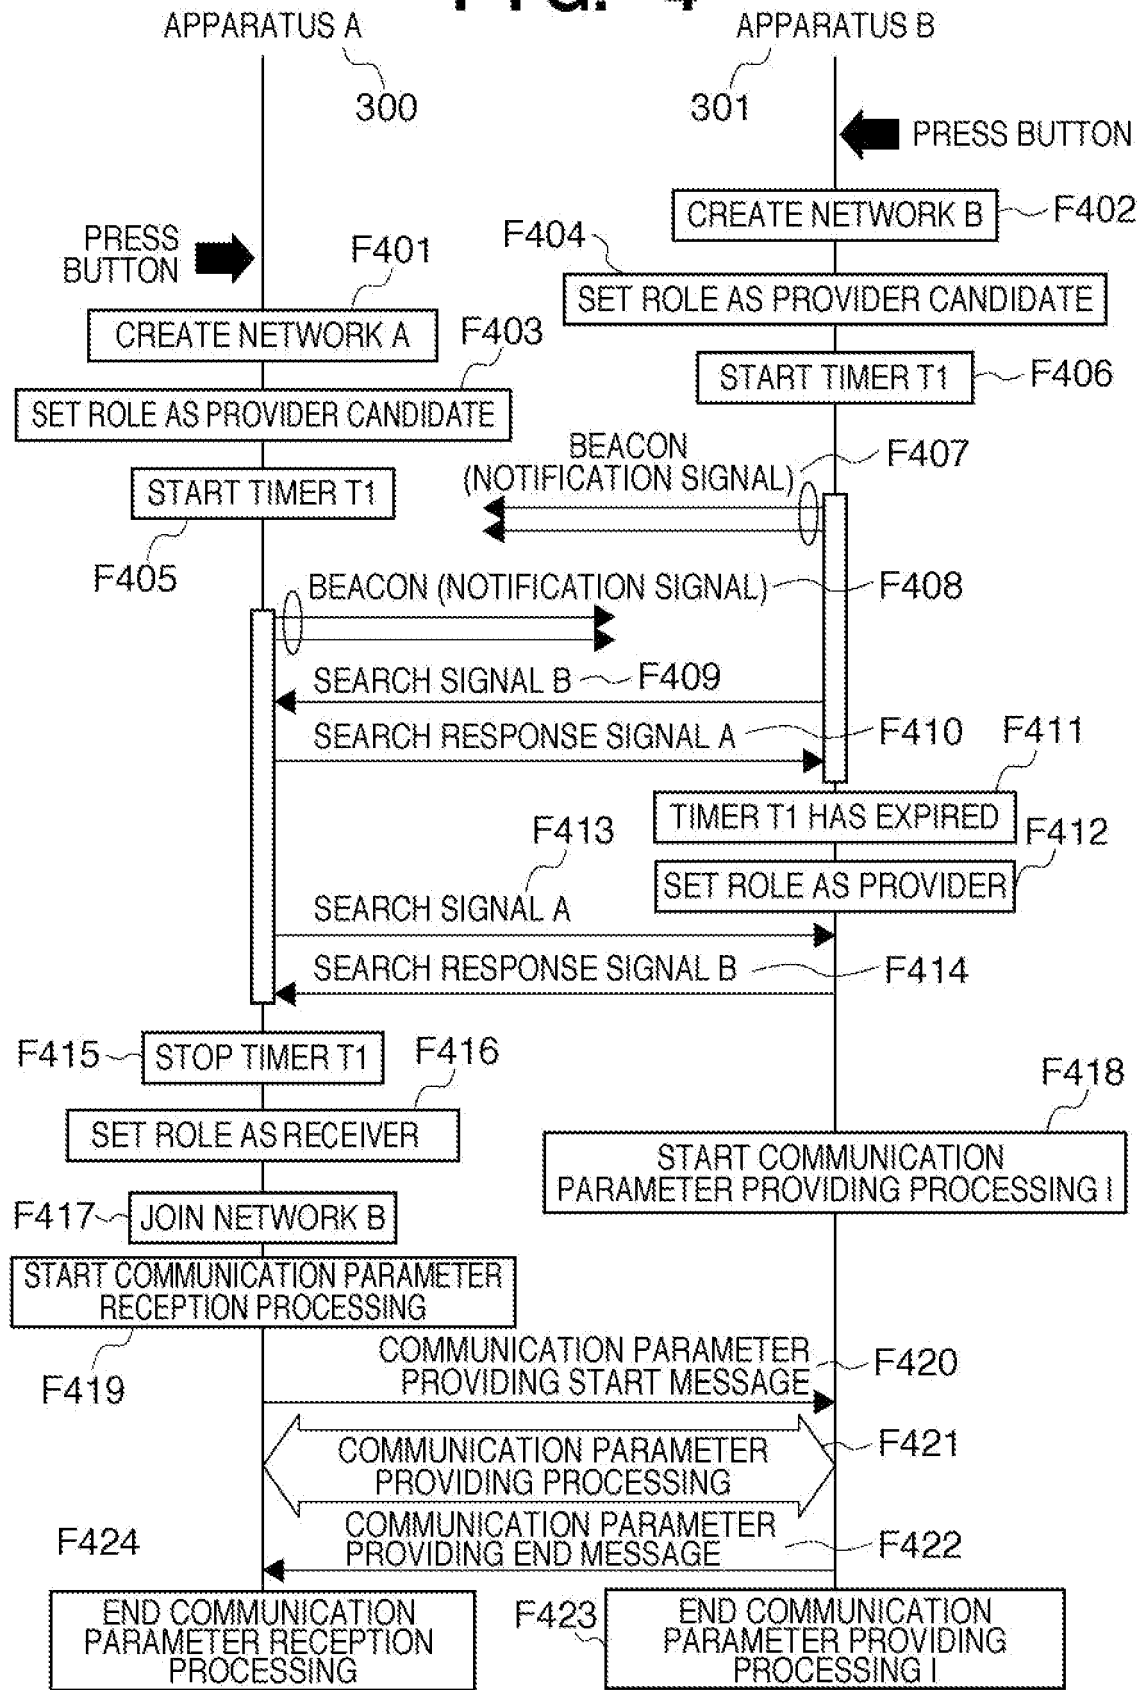 FIG. 4
APPARATUS A
APPARATUS B
300
301
PRESS BUTTON
CREATE NETWORK B
F402
PRESS
BUTTON
F401
F404
SET ROLE AS PROVIDER CANDIDATE
CREATE NETWORK A
F403
START TIMER T1
F406
SET ROLE AS PROVIDER CANDIDATE
BEACON
(NOTIFICATION SIGNAL)
F407
START TIMER T1
F405
BEACON (NOTIFICATION SIGNAL)
F408
SEARCH SIGNAL B
F409
SEARCH RESPONSE SIGNAL A
F410
F411
TIMER T1 HAS EXPIRED
F413
F412
SET ROLE AS PROVIDER
SEARCH SIGNAL A
SEARCH RESPONSE SIGNAL B
F414
F415
STOP TIMER T1
F416
F418
SET ROLE AS RECEIVER
START COMMUNICATION
PARAMETER PROVIDING PROCESSING I
F417
JOIN NETWORK B
START COMMUNICATION PARAMETER
RECEPTION PROCESSING
F419
COMMUNICATION PARAMETER
PROVIDING START MESSAGE
F420
COMMUNICATION PARAMETER
PROVIDING PROCESSING
F421
COMMUNICATION PARAMETER
PROVIDING END MESSAGE
F422
F424
END COMMUNICATION
PARAMETER RECEPTION
PROCESSING
F423
END COMMUNICATION
PARAMETER PROVIDING
PROCESSING I